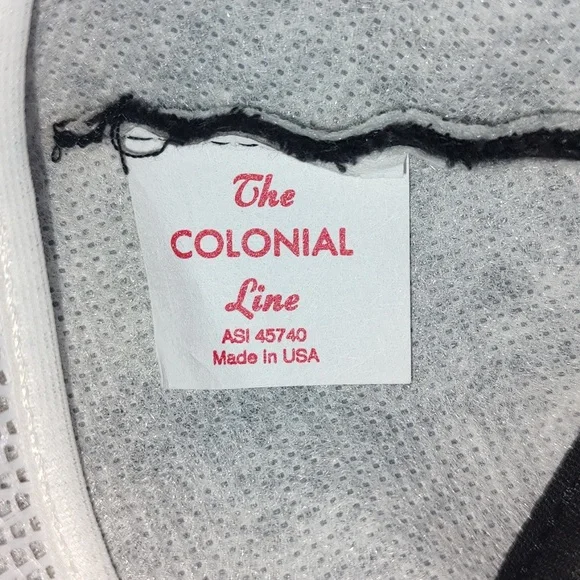 The
COLONIAL
Line
ASI 45740
Made In USA